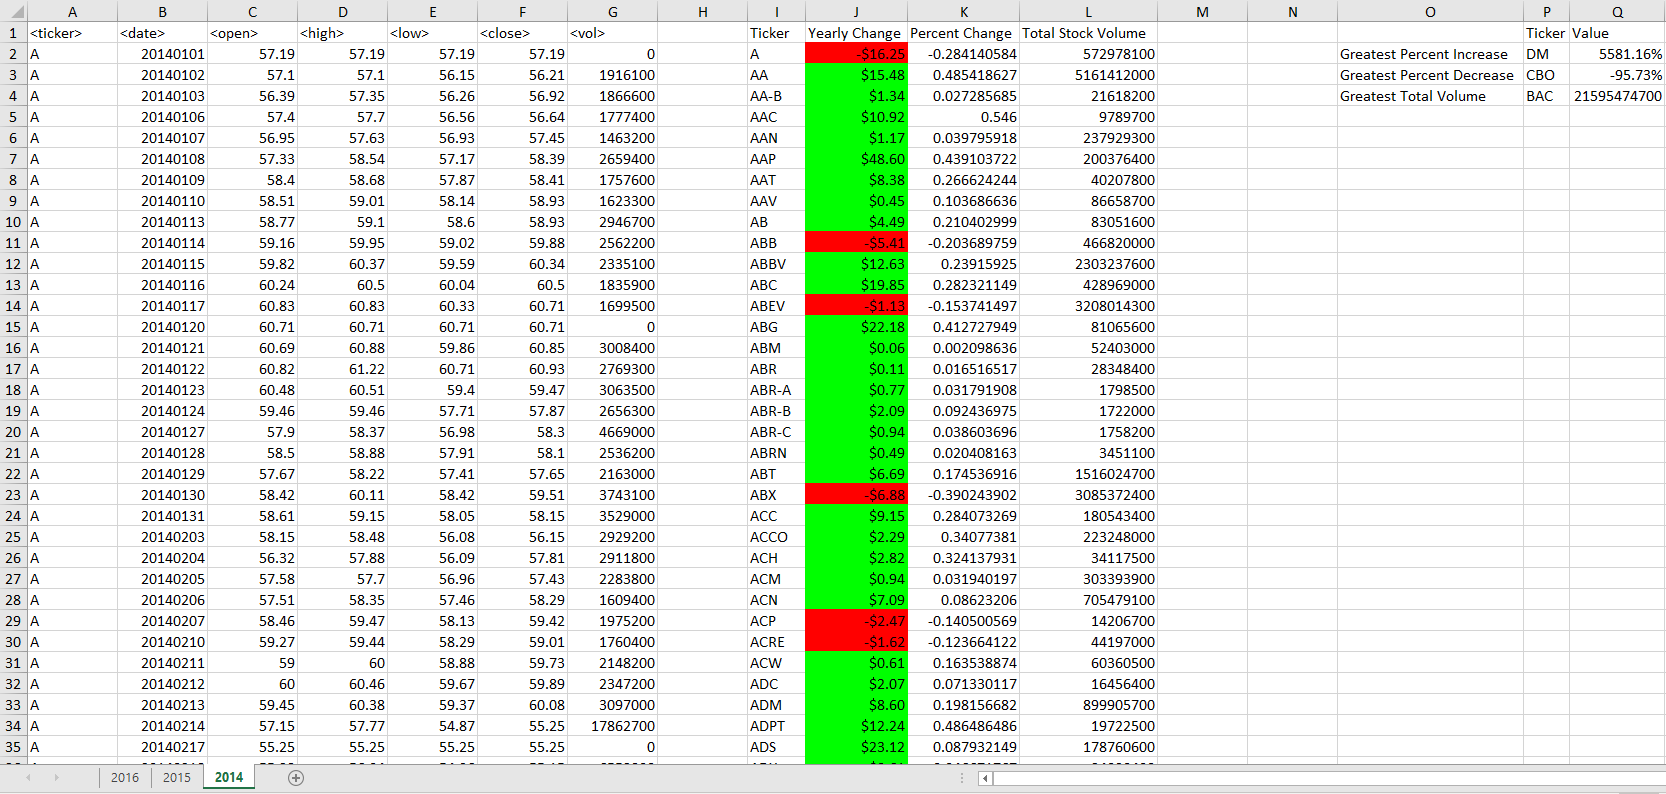 A B C D E F G H I J K L M N O P Q
1 <ticker> <date> <open> <high> <low> <close> <vol> Ticker Yearly Change Percent Change Total Stock Volume Ticker Value
2 A 20140101 57.19 57.19 57.19 57.19 0 A -$16.25 -0.284140584 572978100 Greatest Percent Increase DM 5581.16%
3 A 20140102 57.1 57.1 56.15 56.21 1916100 AA $15.48 0.485418627 5161412000 Greatest Percent Decrease CBO -95.73%
4 A 20140103 56.39 57.35 56.26 56.92 1866600 AA-B $1.34 0.027285685 21618200 Greatest Total Volume BAC 21595474700
5 A 20140106 57.4 57.7 56.56 56.64 1777400 AAC $10.92 0.546 9789700
6 A 20140107 56.95 57.63 56.93 57.45 1463200 AAN $1.17 0.039795918 237929300
7 A 20140108 57.33 58.54 57.17 58.39 2659400 AAP $48.60 0.439103722 200376400
8 A 20140109 58.4 58.68 57.87 58.41 1757600 AAT $8.38 0.266624244 40207800
9 A 20140110 58.51 59.01 58.14 58.93 1623300 AAV $0.45 0.103686636 86658700
10 A 20140113 58.77 59.1 58.6 58.93 2946700 AB $4.49 0.210402999 83051600
11 A 20140114 59.16 59.95 59.02 59.88 2562200 ABB -$5.41 -0.203689759 466820000
12 A 20140115 59.82 60.37 59.59 60.34 2335100 ABBV $12.63 0.23915925 2303237600
13 A 20140116 60.24 60.5 60.04 60.5 1835900 ABC $19.85 0.282321149 428969000
14 A 20140117 60.83 60.83 60.33 60.71 1699500 ABEV -$1.13 -0.153741497 3208014300
15 A 20140120 60.71 60.71 60.71 60.71 0 ABG $22.18 0.412727949 81065600
16 A 20140121 60.69 60.88 59.86 60.85 3008400 ABM $0.06 0.002098636 52403000
17 A 20140122 60.82 61.22 60.71 60.93 2769300 ABR $0.11 0.016516517 28348400
18 A 20140123 60.48 60.51 59.4 59.47 3063500 ABR-A $0.77 0.031791908 1798500
19 A 20140124 59.46 59.46 57.71 57.87 2656300 ABR-B $2.09 0.092436975 1722000
20 A 20140127 57.9 58.37 56.98 58.3 4669000 ABR-C $0.94 0.038603696 1758200
21 A 20140128 58.5 58.88 57.91 58.1 2536200 ABRN $0.49 0.020408163 3451100
22 A 20140129 57.67 58.22 57.41 57.65 2163000 ABT $6.69 0.174536916 1516024700
23 A 20140130 58.42 60.11 58.42 59.51 3743100 ABX -$6.88 -0.390243902 3085372400
24 A 20140131 58.61 59.15 58.05 58.15 3529000 ACC $9.15 0.284073269 180543400
25 A 20140203 58.15 58.48 56.08 56.15 2929200 ACCO $2.29 0.34077381 223248000
26 A 20140204 56.32 57.88 56.09 57.81 2911800 ACH $2.82 0.324137931 34117500
27 A 20140205 57.58 57.7 56.96 57.43 2283800 ACM $0.94 0.031940197 303393900
28 A 20140206 57.51 58.35 57.46 58.29 1609400 ACN $7.09 0.08623206 705479100
29 A 20140207 58.46 59.47 58.13 59.42 1975200 ACP -$2.47 -0.140500569 14206700
30 A 20140210 59.27 59.44 58.29 59.01 1760400 ACRE -$1.62 -0.123664122 44197000
31 A 20140211 59 60 58.88 59.73 2148200 ACW $0.61 0.163538874 60360500
32 A 20140212 60 60.46 59.67 59.89 2347200 ADC $2.07 0.071330117 16456400
33 A 20140213 59.45 60.38 59.37 60.08 3097000 ADM $8.60 0.198156682 899905700
34 A 20140214 57.15 57.77 54.87 55.25 17862700 ADPT $12.24 0.486486486 19722500
35 A 20140217 55.25 55.25 55.25 55.25 0 ADS $23.12 0.087932149 178760600
2016 2015 2014